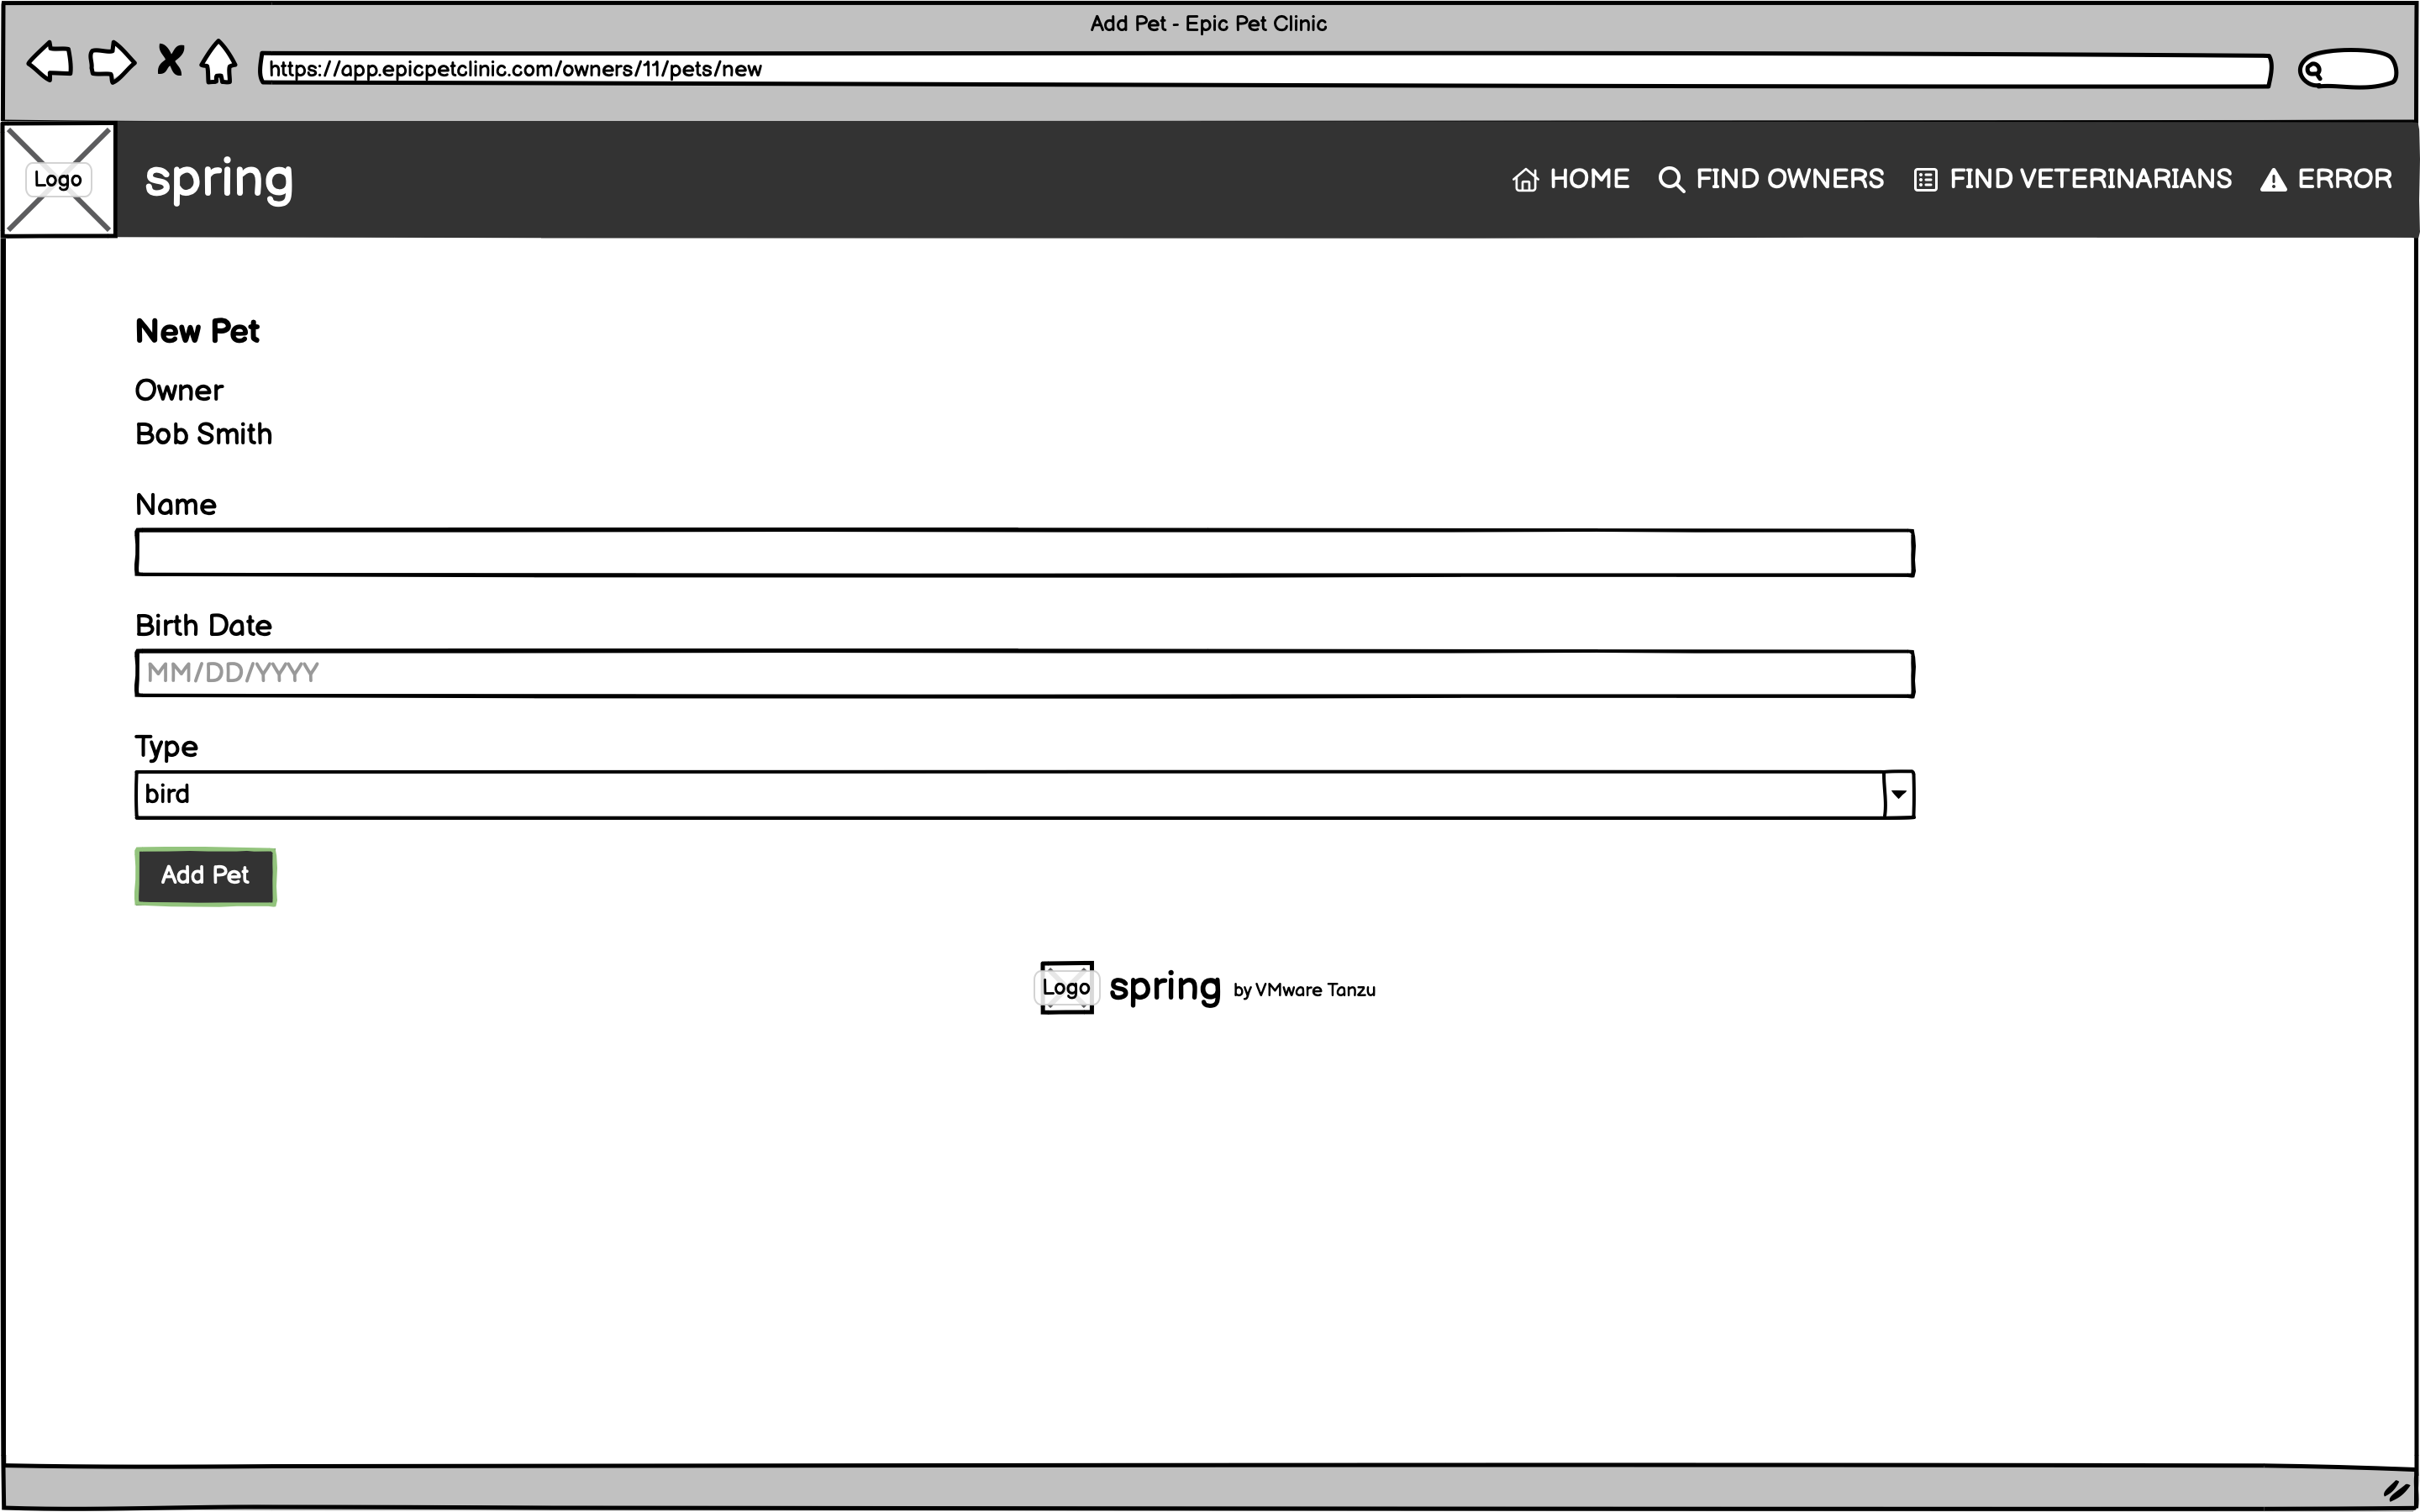 Add Pet - Epic Pet Clinic
https://app.epicpetclinic.com/owners/11/pets/new
Logo
spring
HOME
FIND OWNERS
FIND VETERINARIANS
ERROR
New Pet
Owner
Bob Smith
Name
Birth Date
MM/DD/YYYY
Type
bird
Add Pet
Logo
spring by VMware Tanzu